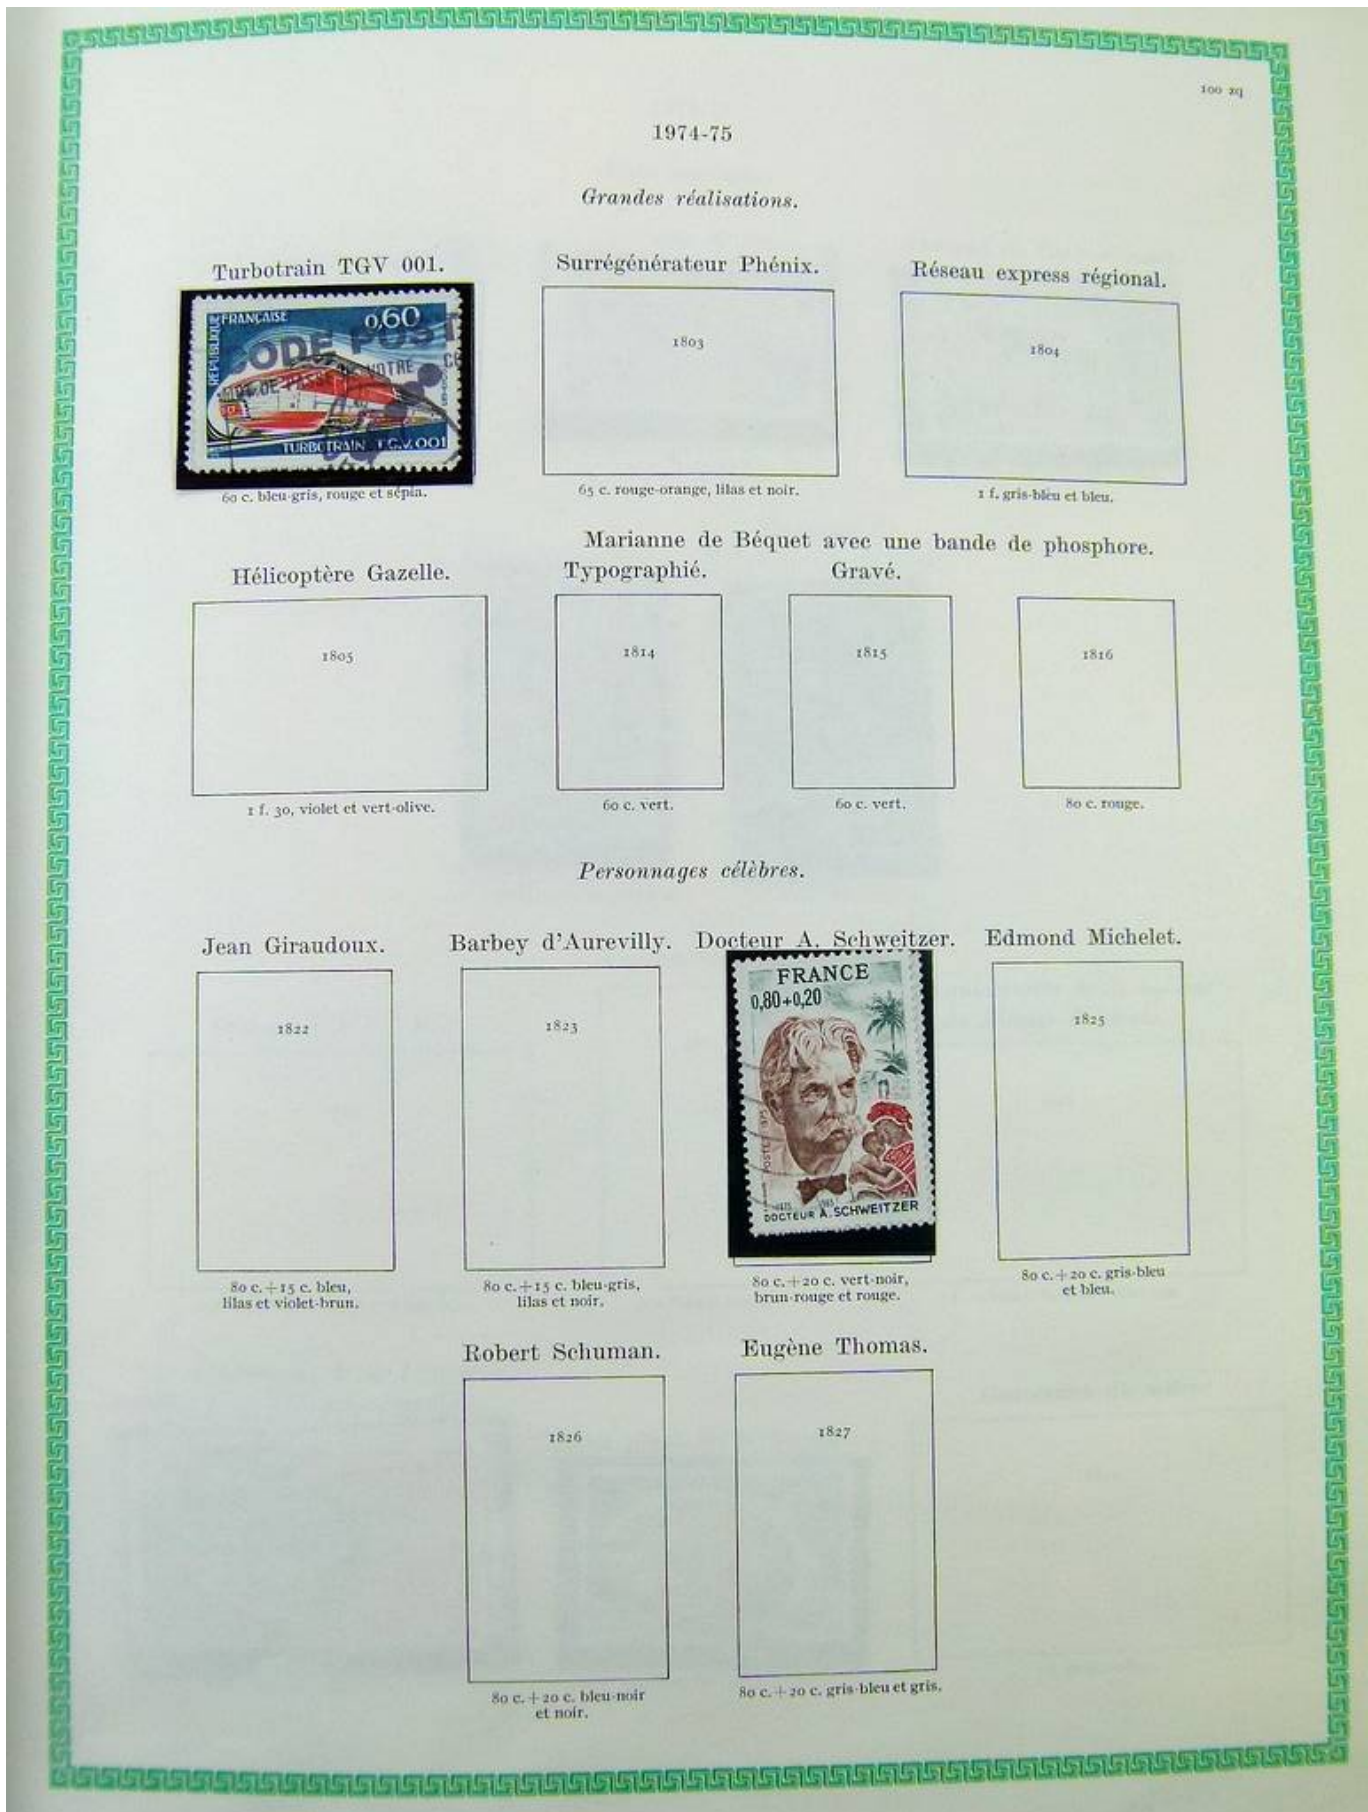 100 zq
1974-75
Grandes réalisations.
Turbotrain TGV 001.
Surrégénérateur Phénix.
Réseau express régional.
RÉPUBLIQUE FRANÇAISE
0,60
CODE POST
VOTRE
TURBOTRAIN T.G.V. 001
1803
1804
60 c. bleu-gris, rouge et sépia.
65 c. rouge-orange, lilas et noir.
1 f. gris-bleu et bleu.
Marianne de Béquet avec une bande de phosphore.
Hélicoptère Gazelle.
Typographié.
Gravé.
1805
1814
1815
1816
1 f. 30, violet et vert-olive.
60 c. vert.
60 c. vert.
80 c. rouge.
Personnages célèbres.
Jean Giraudoux.
Barbey d'Aurevilly.
Docteur A. Schweitzer.
Edmond Michelet.
1822
1823
FRANCE
0,80+0,20
POSTES 1975
DOCTEUR A. SCHWEITZER
1825
80 c.+15 c. bleu,
lilas et violet-brun.
80 c.+15 c. bleu-gris,
lilas et noir.
80 c.+20 c. vert-noir,
brun-rouge et rouge.
80 c.+20 c. gris-bleu
et bleu.
Robert Schuman.
Eugène Thomas.
1826
1827
80 c.+20 c. bleu-noir
et noir.
80 c.+20 c. gris-bleu et gris.